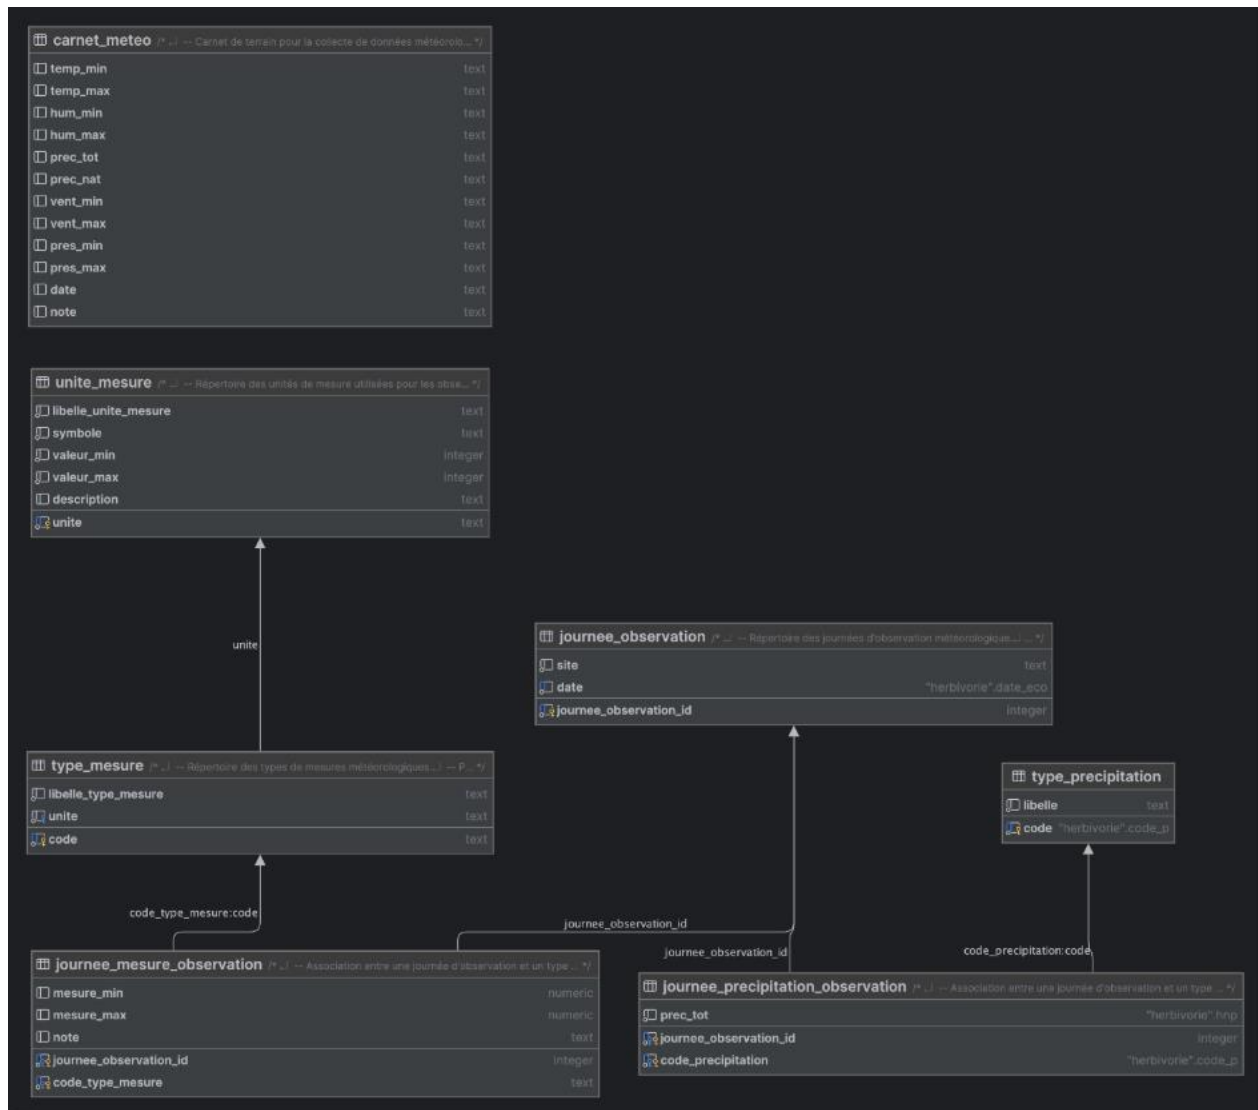 carnet_meteo /* ...i -- Carnet de terrain pour la collecte de données météorolo... */
temp_min text
temp_max text
hum_min text
hum_max text
prec_tot text
prec_nat text
vent_min text
vent_max text
pres_min text
pres_max text
date text
note text
unite_mesure /* ...i -- Répertoire des unités de mesure utilisées pour les obse... */
libelle_unite_mesure text
symbole text
valeur_min integer
valeur_max integer
description text
unite text
unite
journee_observation /* ...i -- Répertoire des journées d'observation météorologique...i ... */
site text
date "herbivorie".date_eco
journee_observation_id integer
type_mesure /* ...i -- Répertoire des types de mesures météorologiques...i -- P... */
libelle_type_mesure text
unite text
code text
type_precipitation
libelle text
code "herbivorie".code_p
code_type_mesure:code
journee_observation_id
journee_observation_id
code_precipitation:code
journee_mesure_observation /* ...i -- Association entre une journée d'observation et un type ... */
mesure_min numeric
mesure_max numeric
note text
journee_observation_id integer
code_type_mesure text
journee_precipitation_observation /* ...i -- Association entre une journée d'observation et un type ... */
prec_tot "herbivorie".hnp
journee_observation_id integer
code_precipitation "herbivorie".code_p